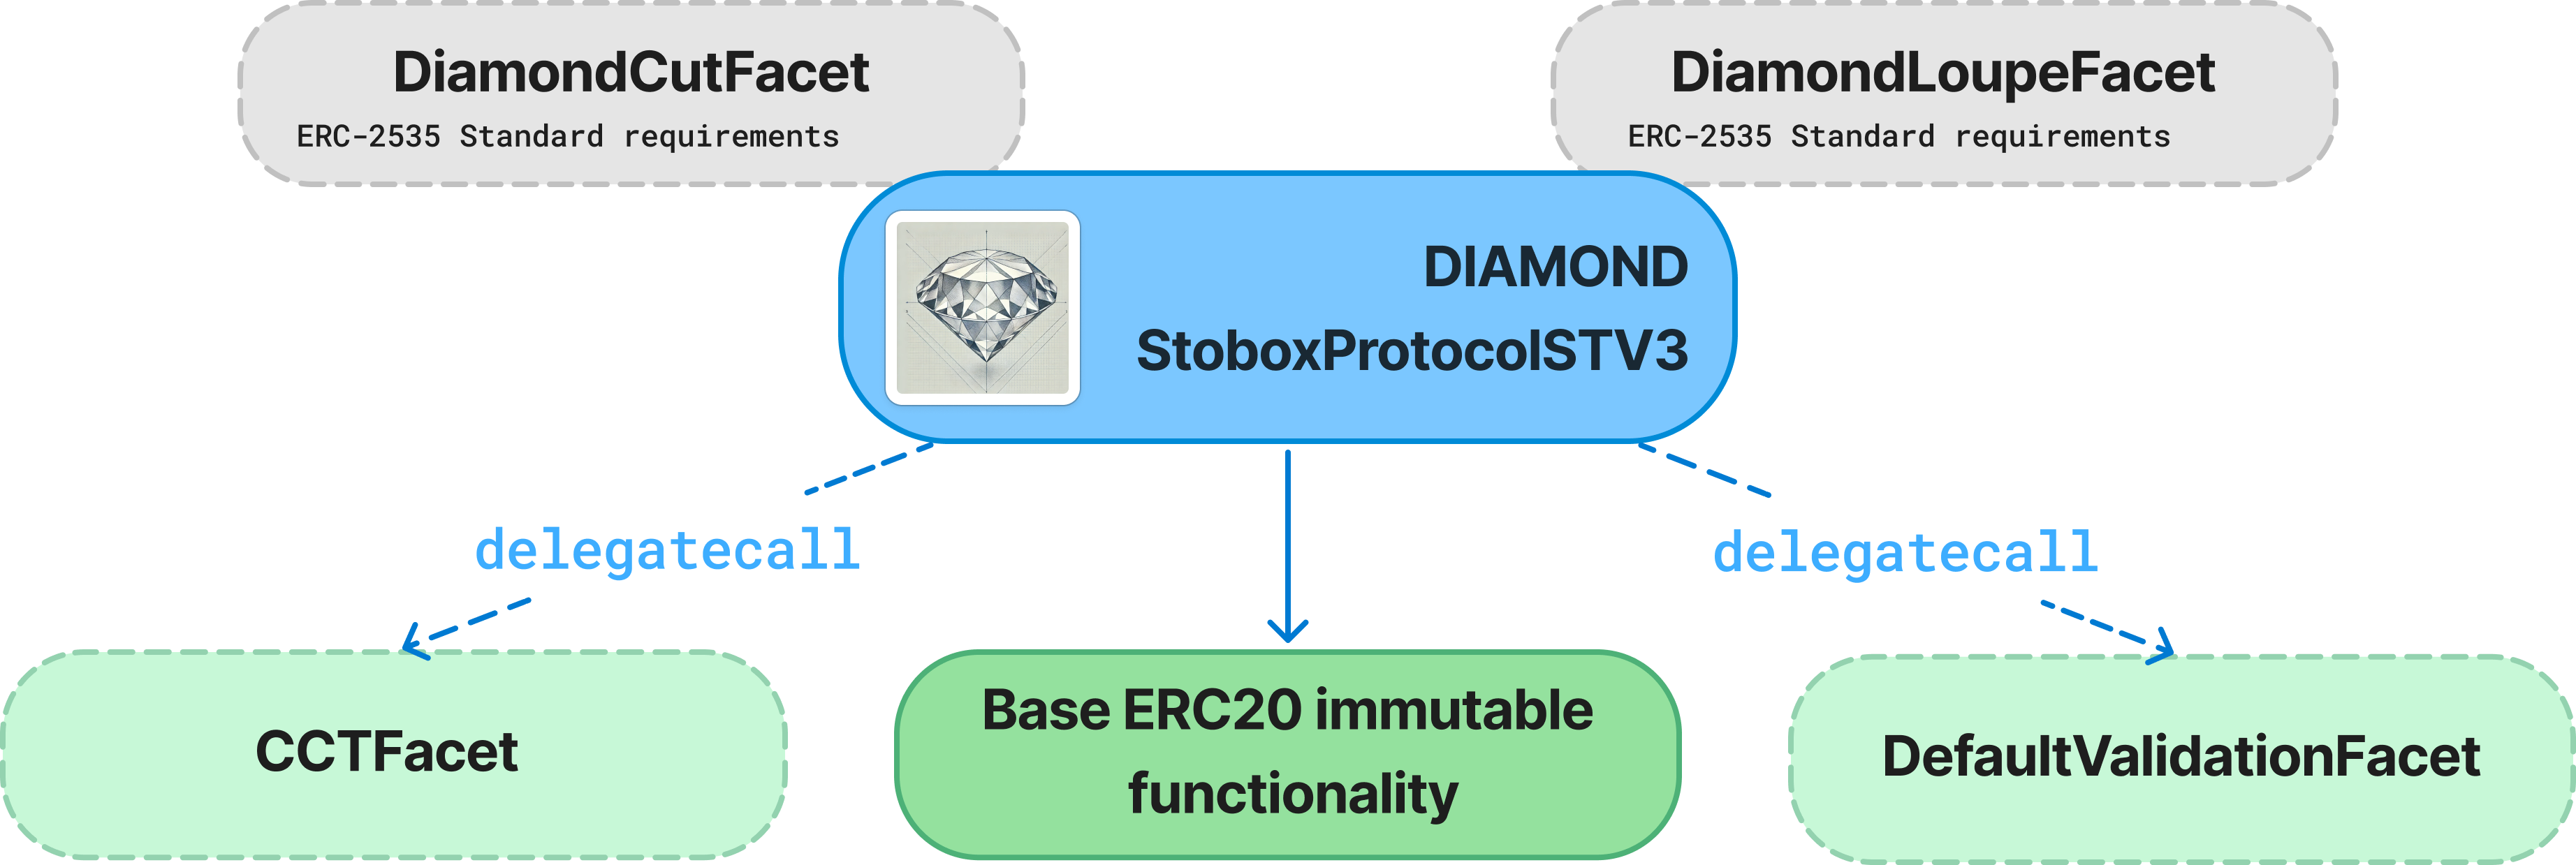 DiamondCutFacet
ERC-2535 Standard requirements
DiamondLoupeFacet
ERC-2535 Standard requirements
DIAMOND
StoboxProtocolSTV3
delegatecall
delegatecall
CCTFacet
Base ERC20 immutable
functionality
DefaultValidationFacet